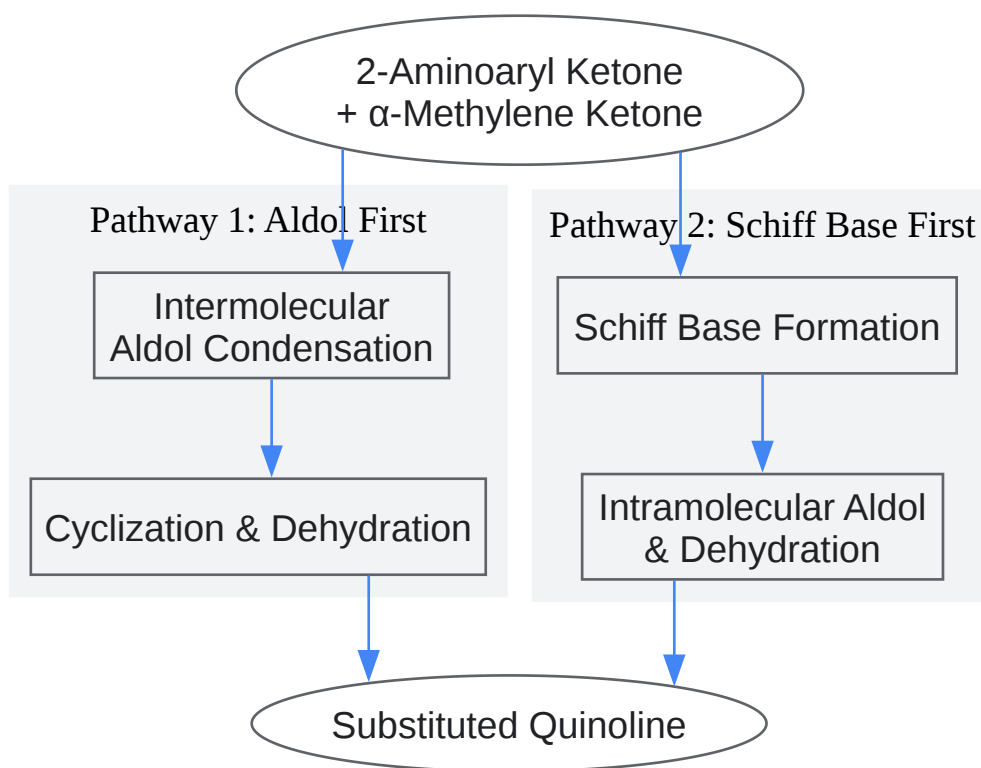 2-Aminoaryl Ketone
+ α-Methylene Ketone
Pathway 1: Aldol First
Intermolecular
Aldol Condensation
Cyclization & Dehydration
Pathway 2: Schiff Base First
Schiff Base Formation
Intramolecular Aldol
& Dehydration
Substituted Quinoline